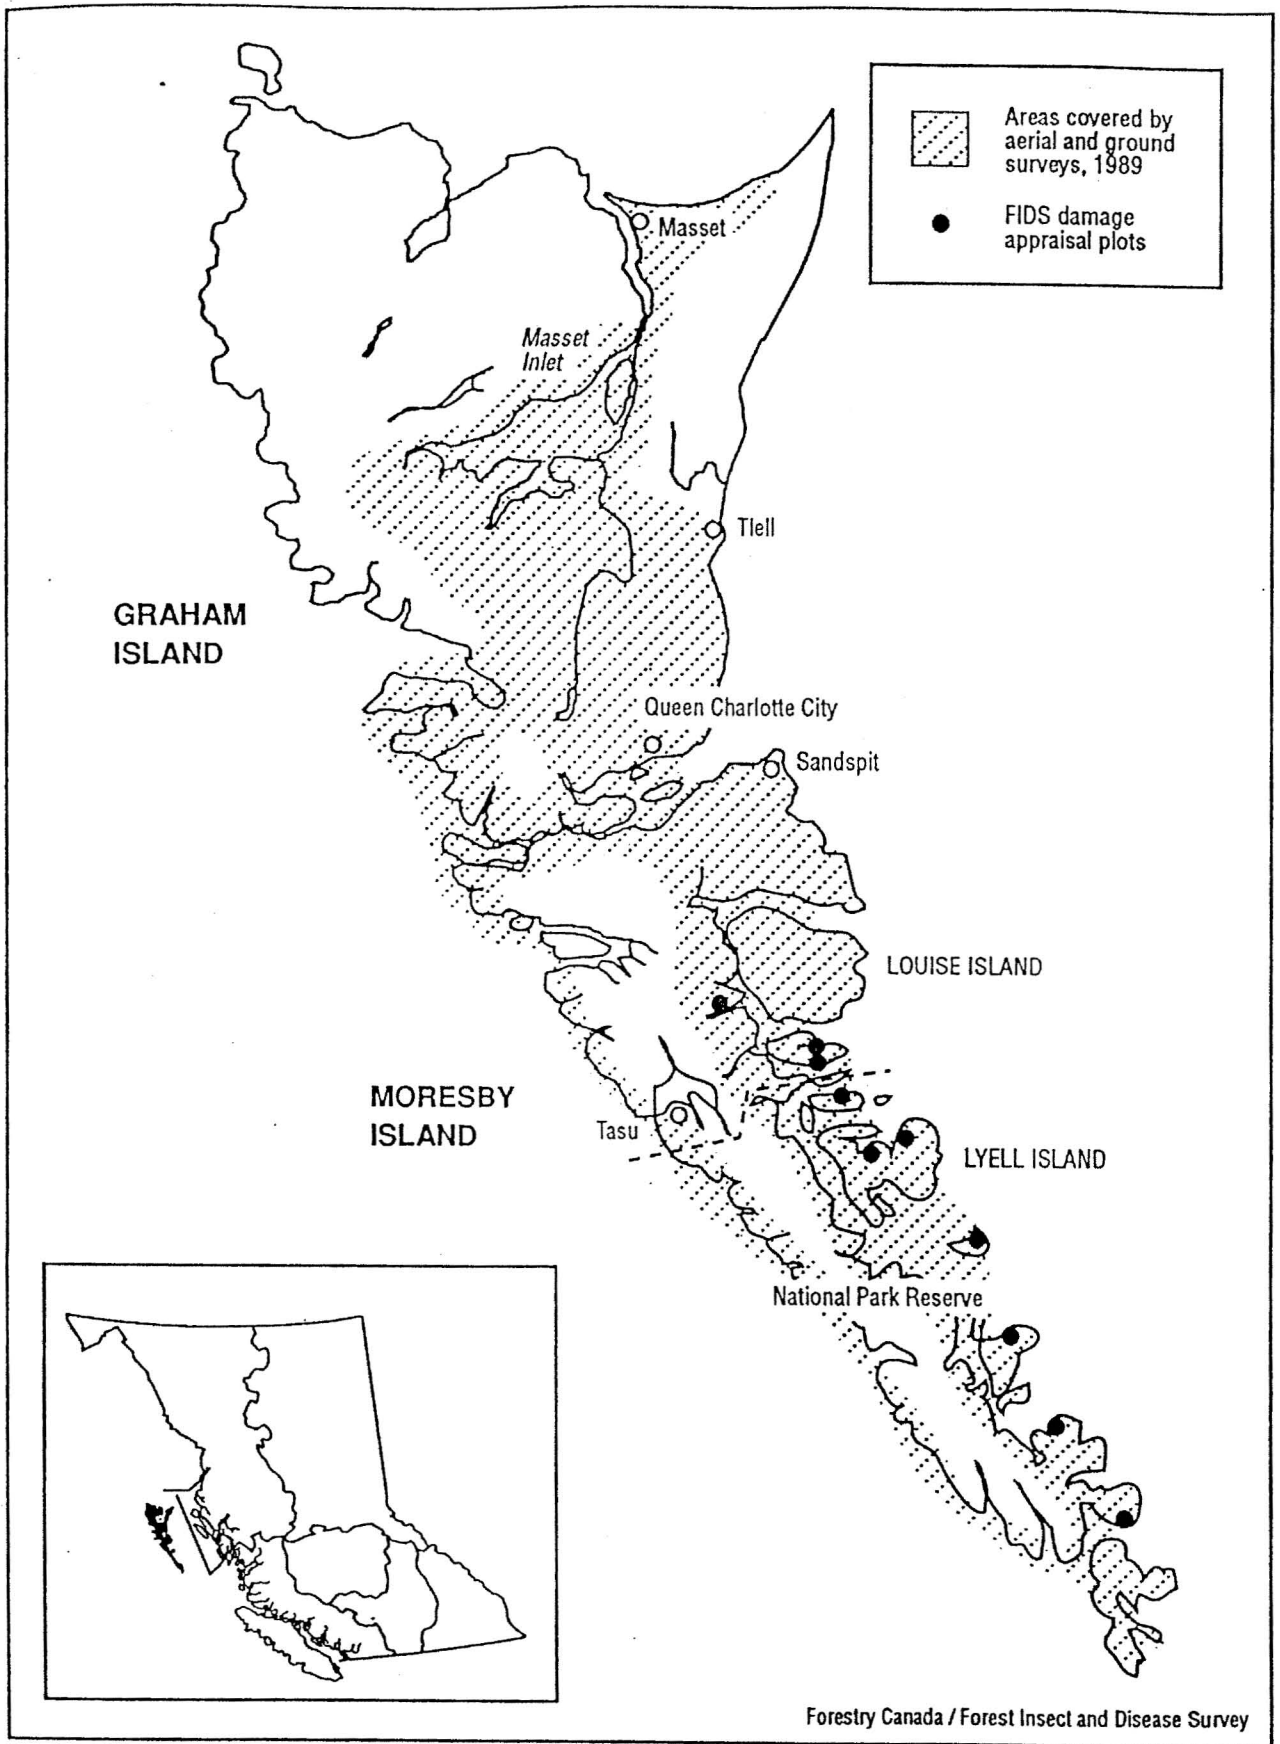 Areas covered by
aerial and ground
surveys, 1989
FIDS damage
appraisal plots
Masset
Masset
Inlet
Tlell
GRAHAM
ISLAND
Queen Charlotte City
Sandspit
LOUISE ISLAND
MORESBY
ISLAND
Tasu
LYELL ISLAND
National Park Reserve
Forestry Canada / Forest Insect and Disease Survey